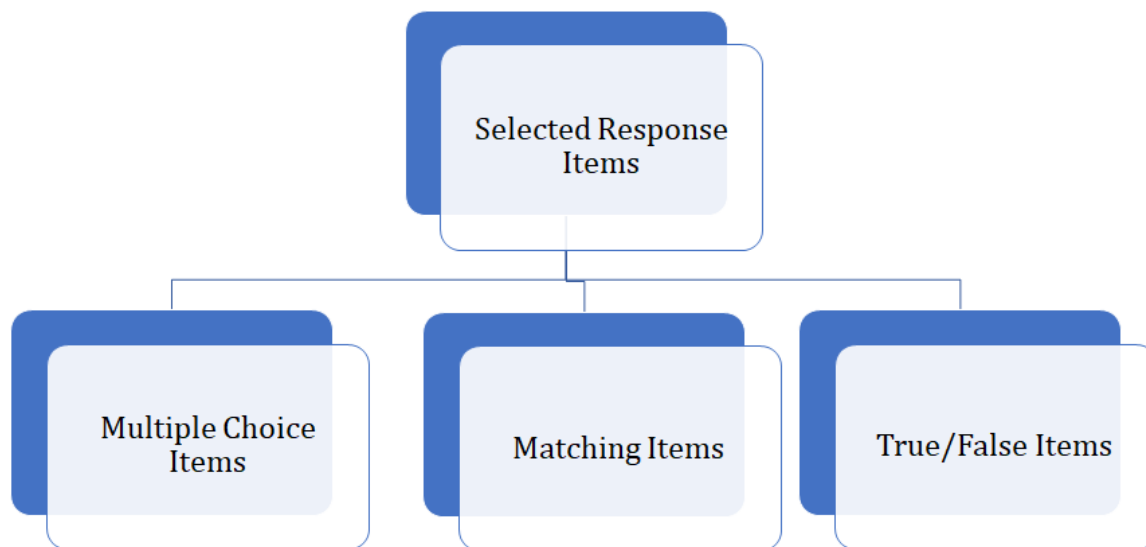 Selected Response
Items
Multiple Choice
Items
Matching Items
True/False Items